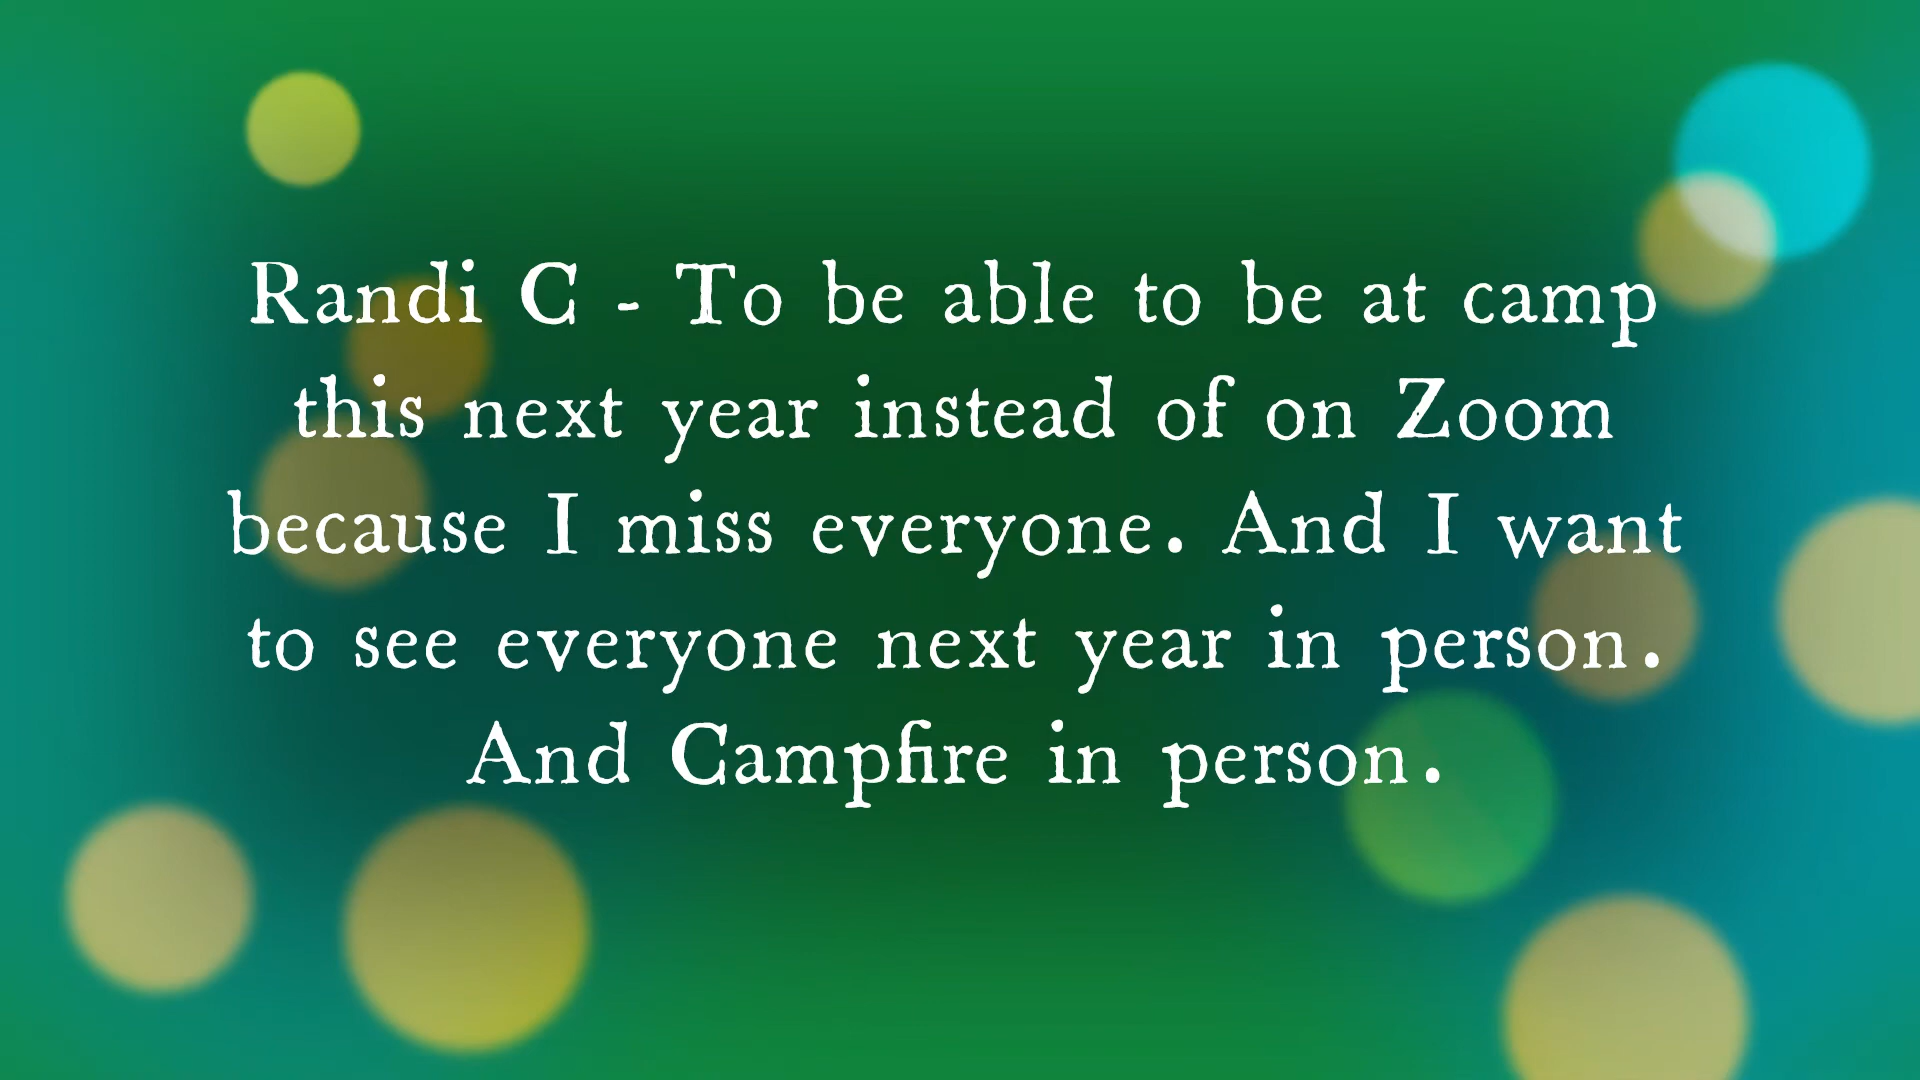 Randi C - To be able to be at camp
this next year instead of on Zoom
because I miss everyone. And I want
to see everyone next year in person.
And Campfire in person.